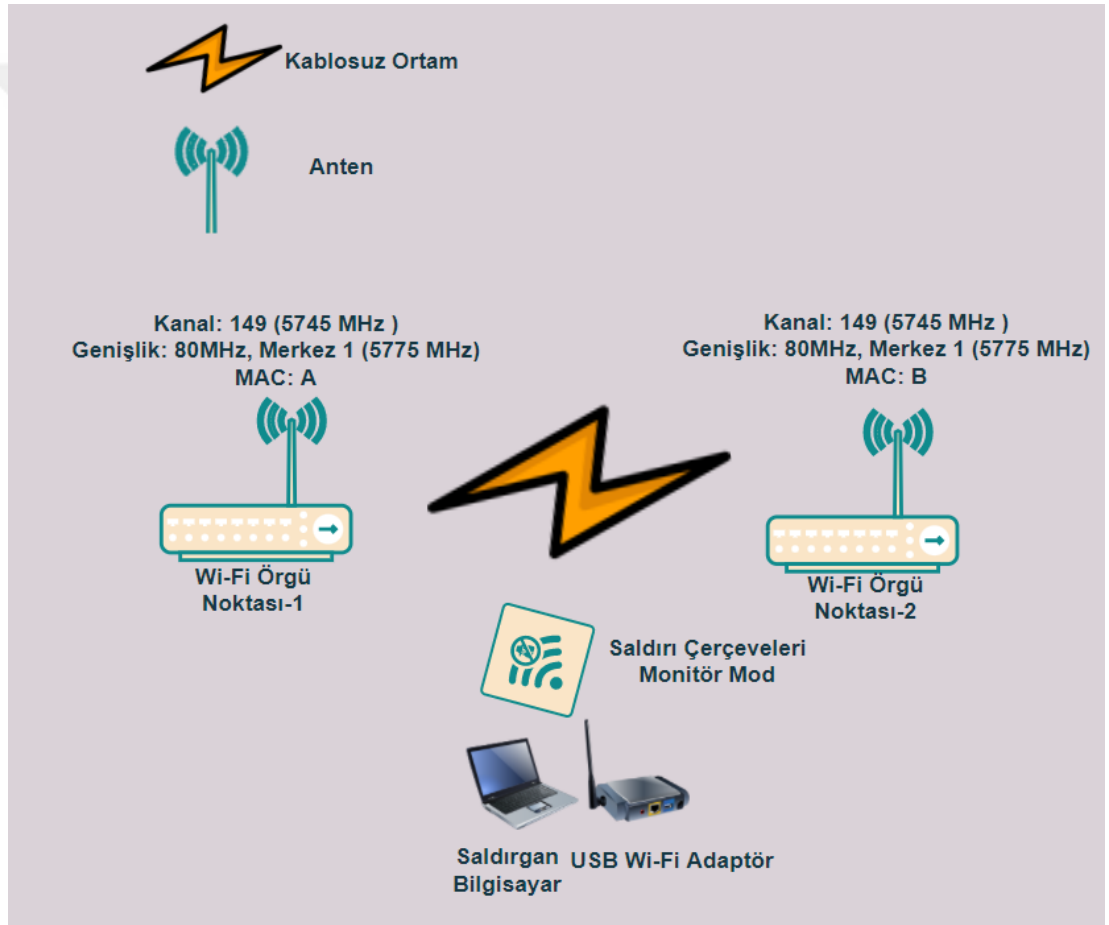 Kablosuz Ortam
Anten
Kanal: 149 (5745 MHz )
Genişlik: 80MHz, Merkez 1 (5775 MHz)
MAC: A
Kanal: 149 (5745 MHz )
Genişlik: 80MHz, Merkez 1 (5775 MHz)
MAC: B
Wi-Fi Örgü
Noktası-1
Wi-Fi Örgü
Noktası-2
Saldırı Çerçeveleri
Monitör Mod
Saldırgan
Bilgisayar
USB Wi-Fi Adaptör